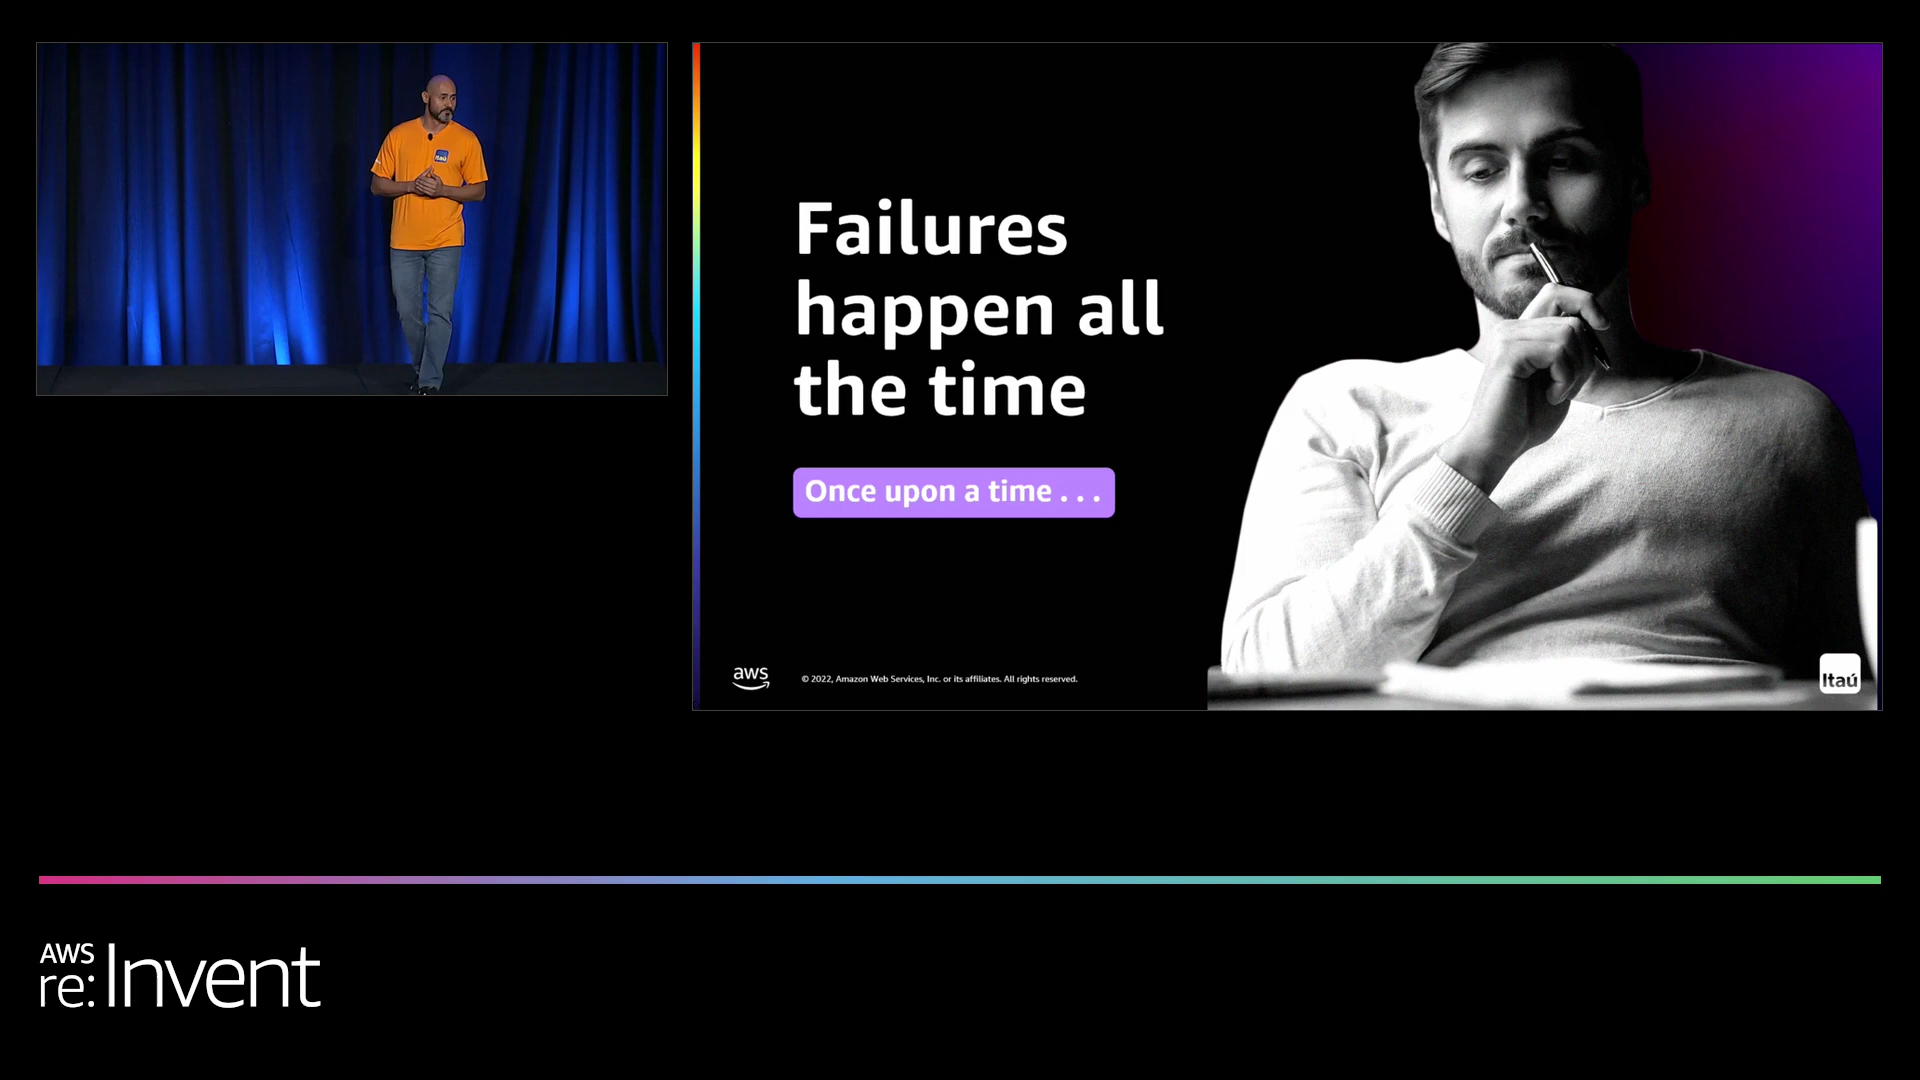 Itaú
Failures
happen all
the time
Once upon a time . . .
aws
© 2022, Amazon Web Services, Inc. or its affiliates. All rights reserved.
Itaú
AWS
re:Invent